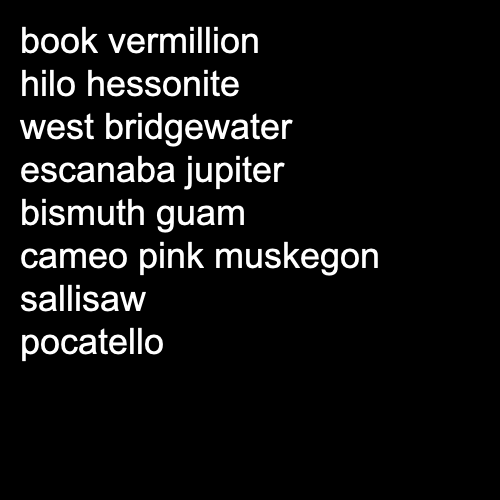 book vermillion
hilo hessonite
west bridgewater
escanaba jupiter
bismuth guam
cameo pink muskegon
sallisaw
pocatello